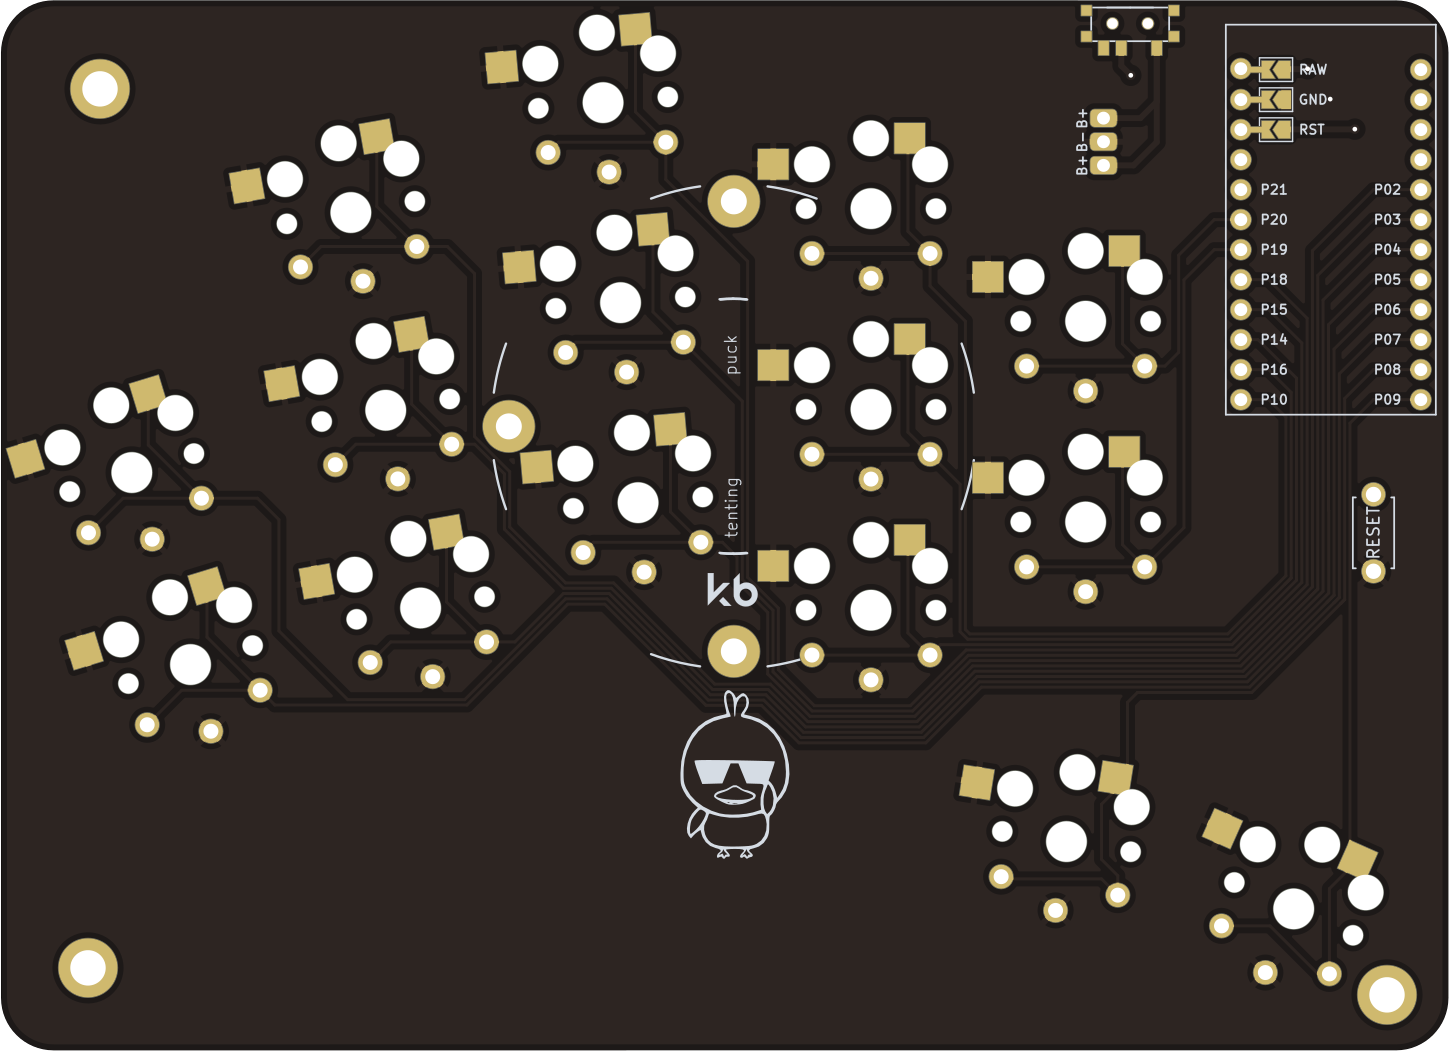 RAW
GND
RST
B+
B-
B+
P21 P02
P20 P03
P19 P04
P18 P05
P15 P06
P14 P07
P16 P08
P10 P09
puck
tenting
RESET
kb